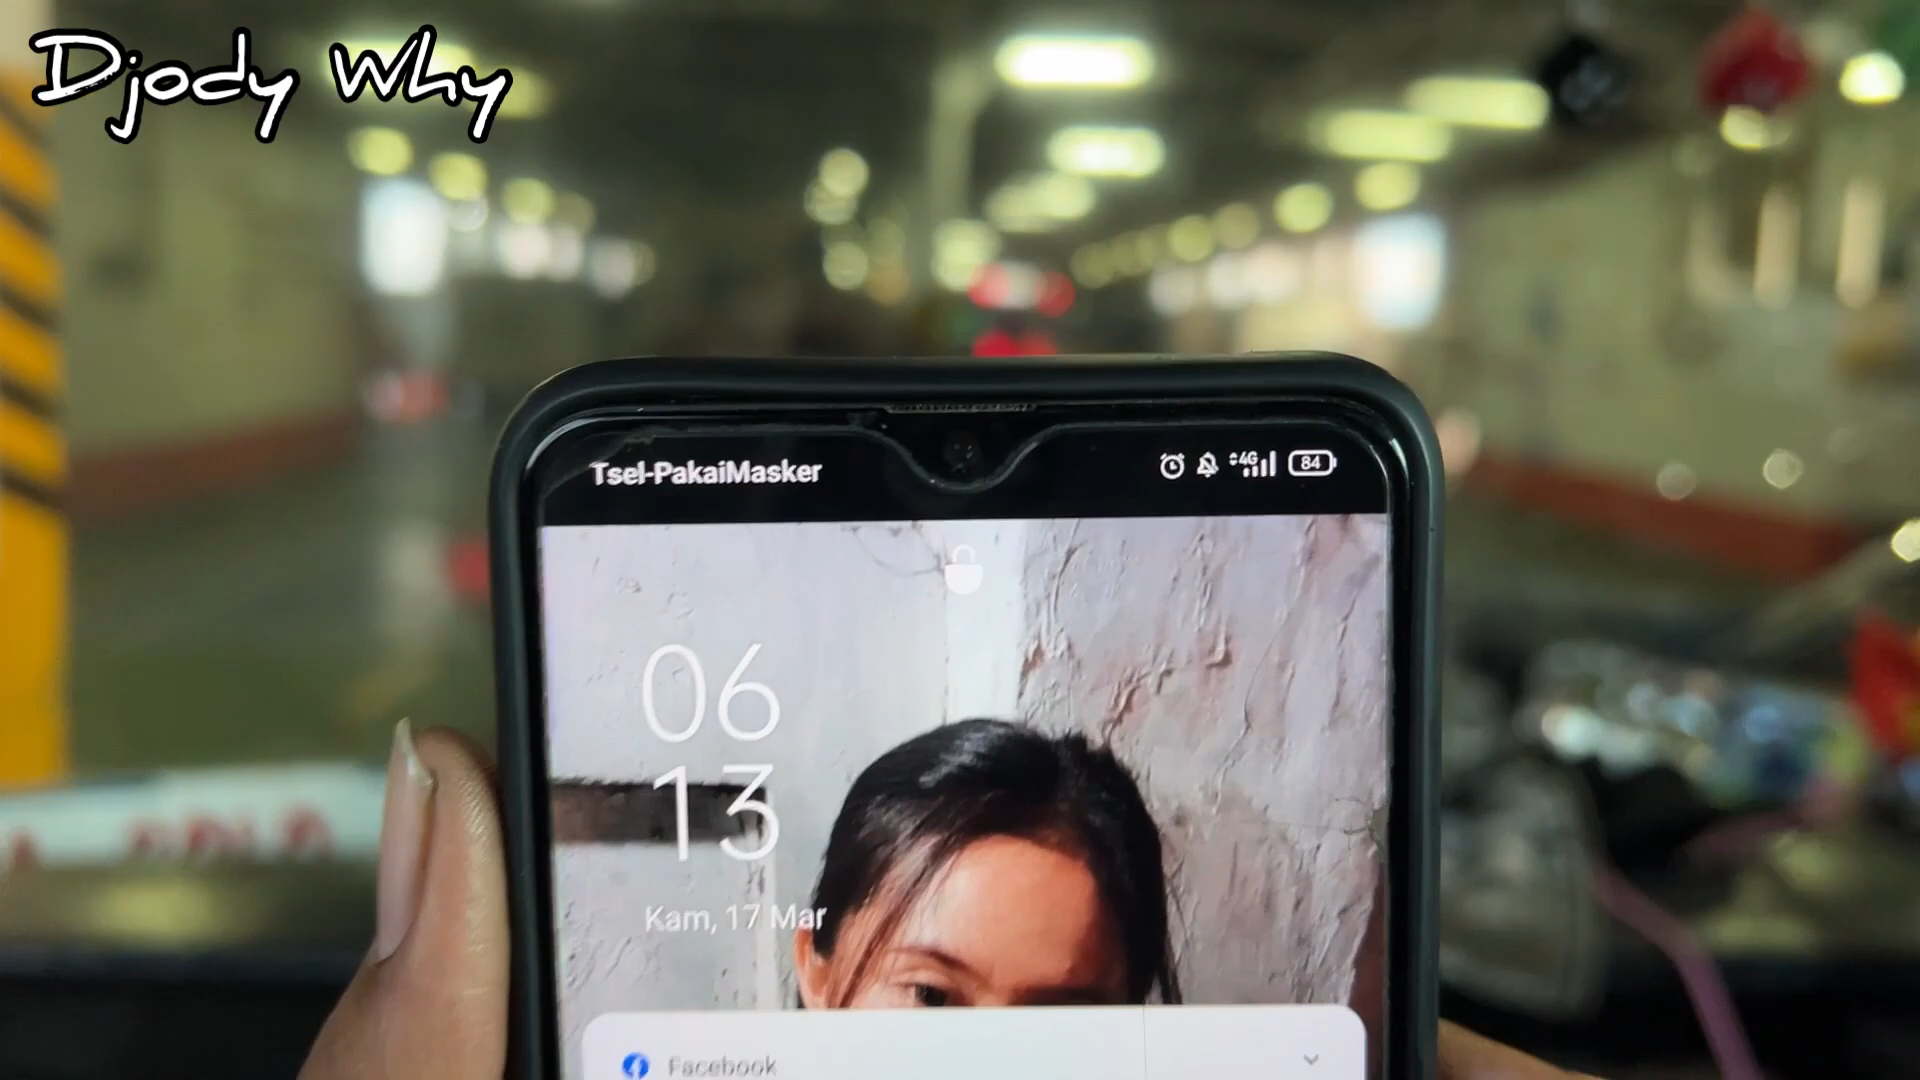 Djody Why
Tsel-PakaiMasker
4G
84
06
13
Kam, 17 Mar
Facebook